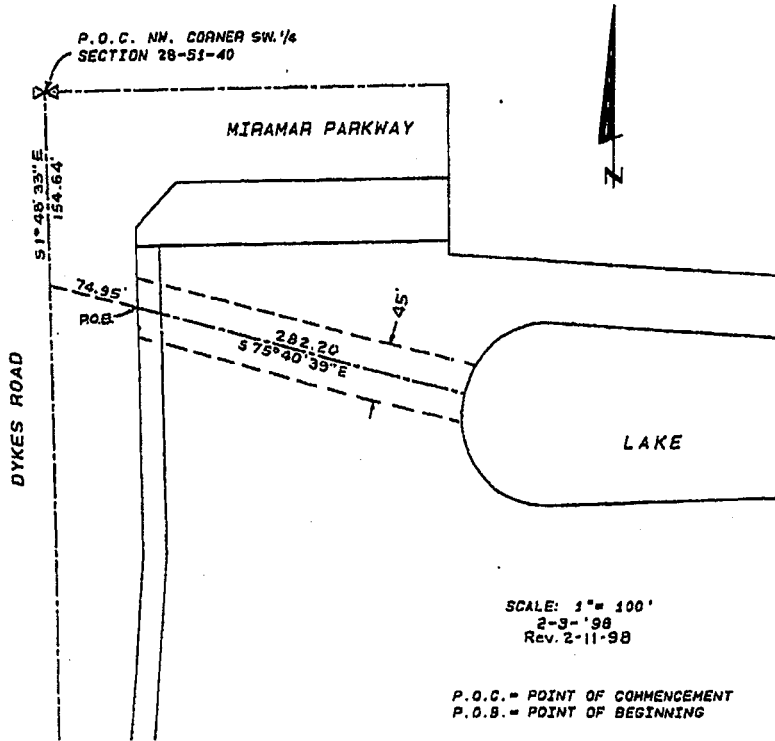 P.O.C. NW. CORNER SW.1/4
SECTION 28-51-40
MIRAMAR PARKWAY
N
S1°48'33"E
154.64'
74.95'
P.O.B.
45'
282.20
S75°40'39"E
DYKES ROAD
LAKE
SCALE: 1"= 100'
2-3-'98
Rev. 2-11-98
P.O.C.= POINT OF COMMENCEMENT
P.O.B.= POINT OF BEGINNING